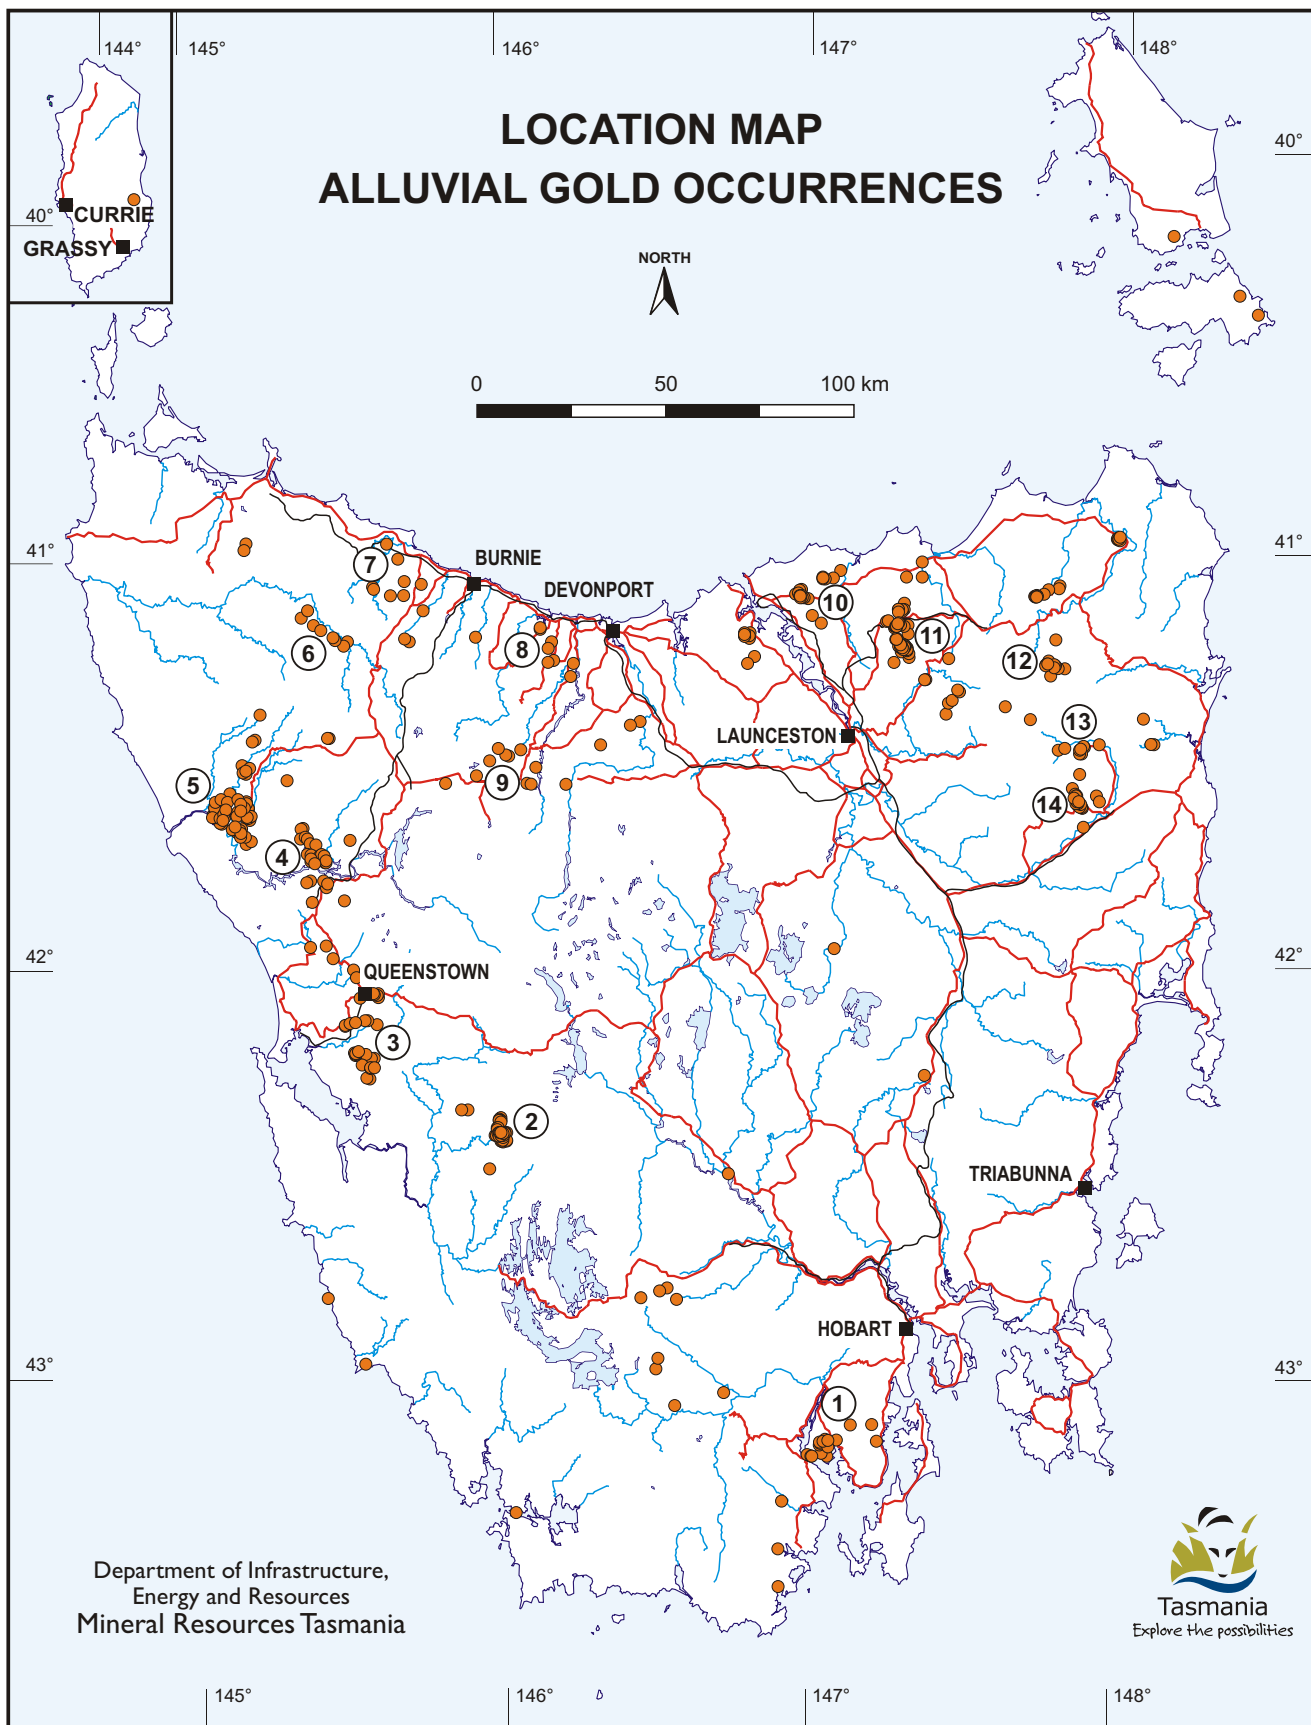 144°
145°
146°
147°
148°
LOCATION MAP
ALLUVIAL GOLD OCCURRENCES
40°
CURRIE
40°
GRASSY
NORTH
0
50
100 km
41°
7
BURNIE
41°
DEVONPORT
10
11
6
8
12
13
LAUNCESTON
5
9
14
4
42°
QUEENSTOWN
42°
3
2
TRIABUNNA
HOBART
43°
43°
1
Department of Infrastructure,
Energy and Resources
Mineral Resources Tasmania
Tasmania
Explore the possibilities
145°
146°
147°
148°